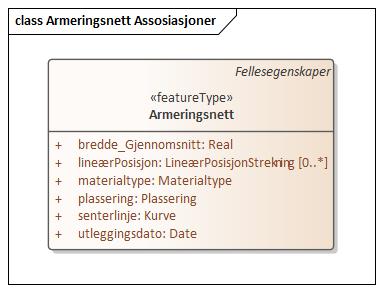 class Armeringsnett Assosiasjoner
Fellesegenskaper
«featureType»
Armeringsnett
+ bredde_Gjennomsnitt: Real
+ lineærPosisjon: LineærPosisjonStrekning [0..*]
+ materialtype: Materialtype
+ plassering: Plassering
+ senterlinje: Kurve
+ utleggingsdato: Date